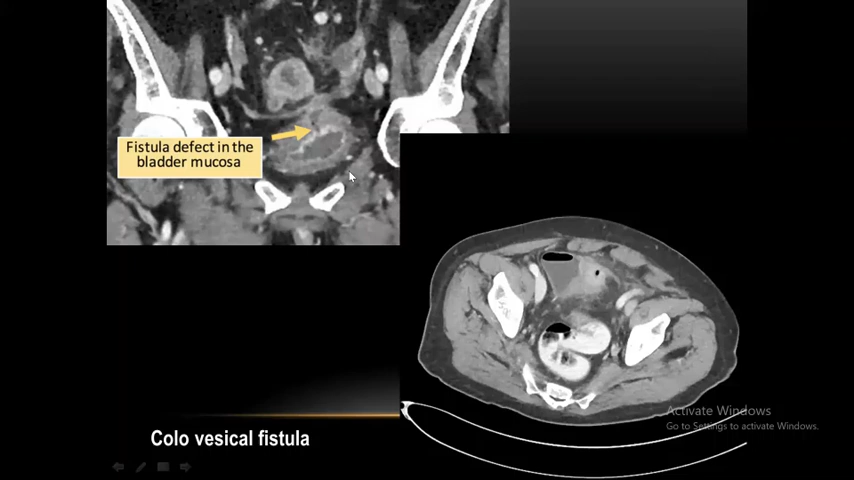 Fistula defect in the
bladder mucosa
Activate Windows
Go to Settings to activate Windows.
Colo vesical fistula